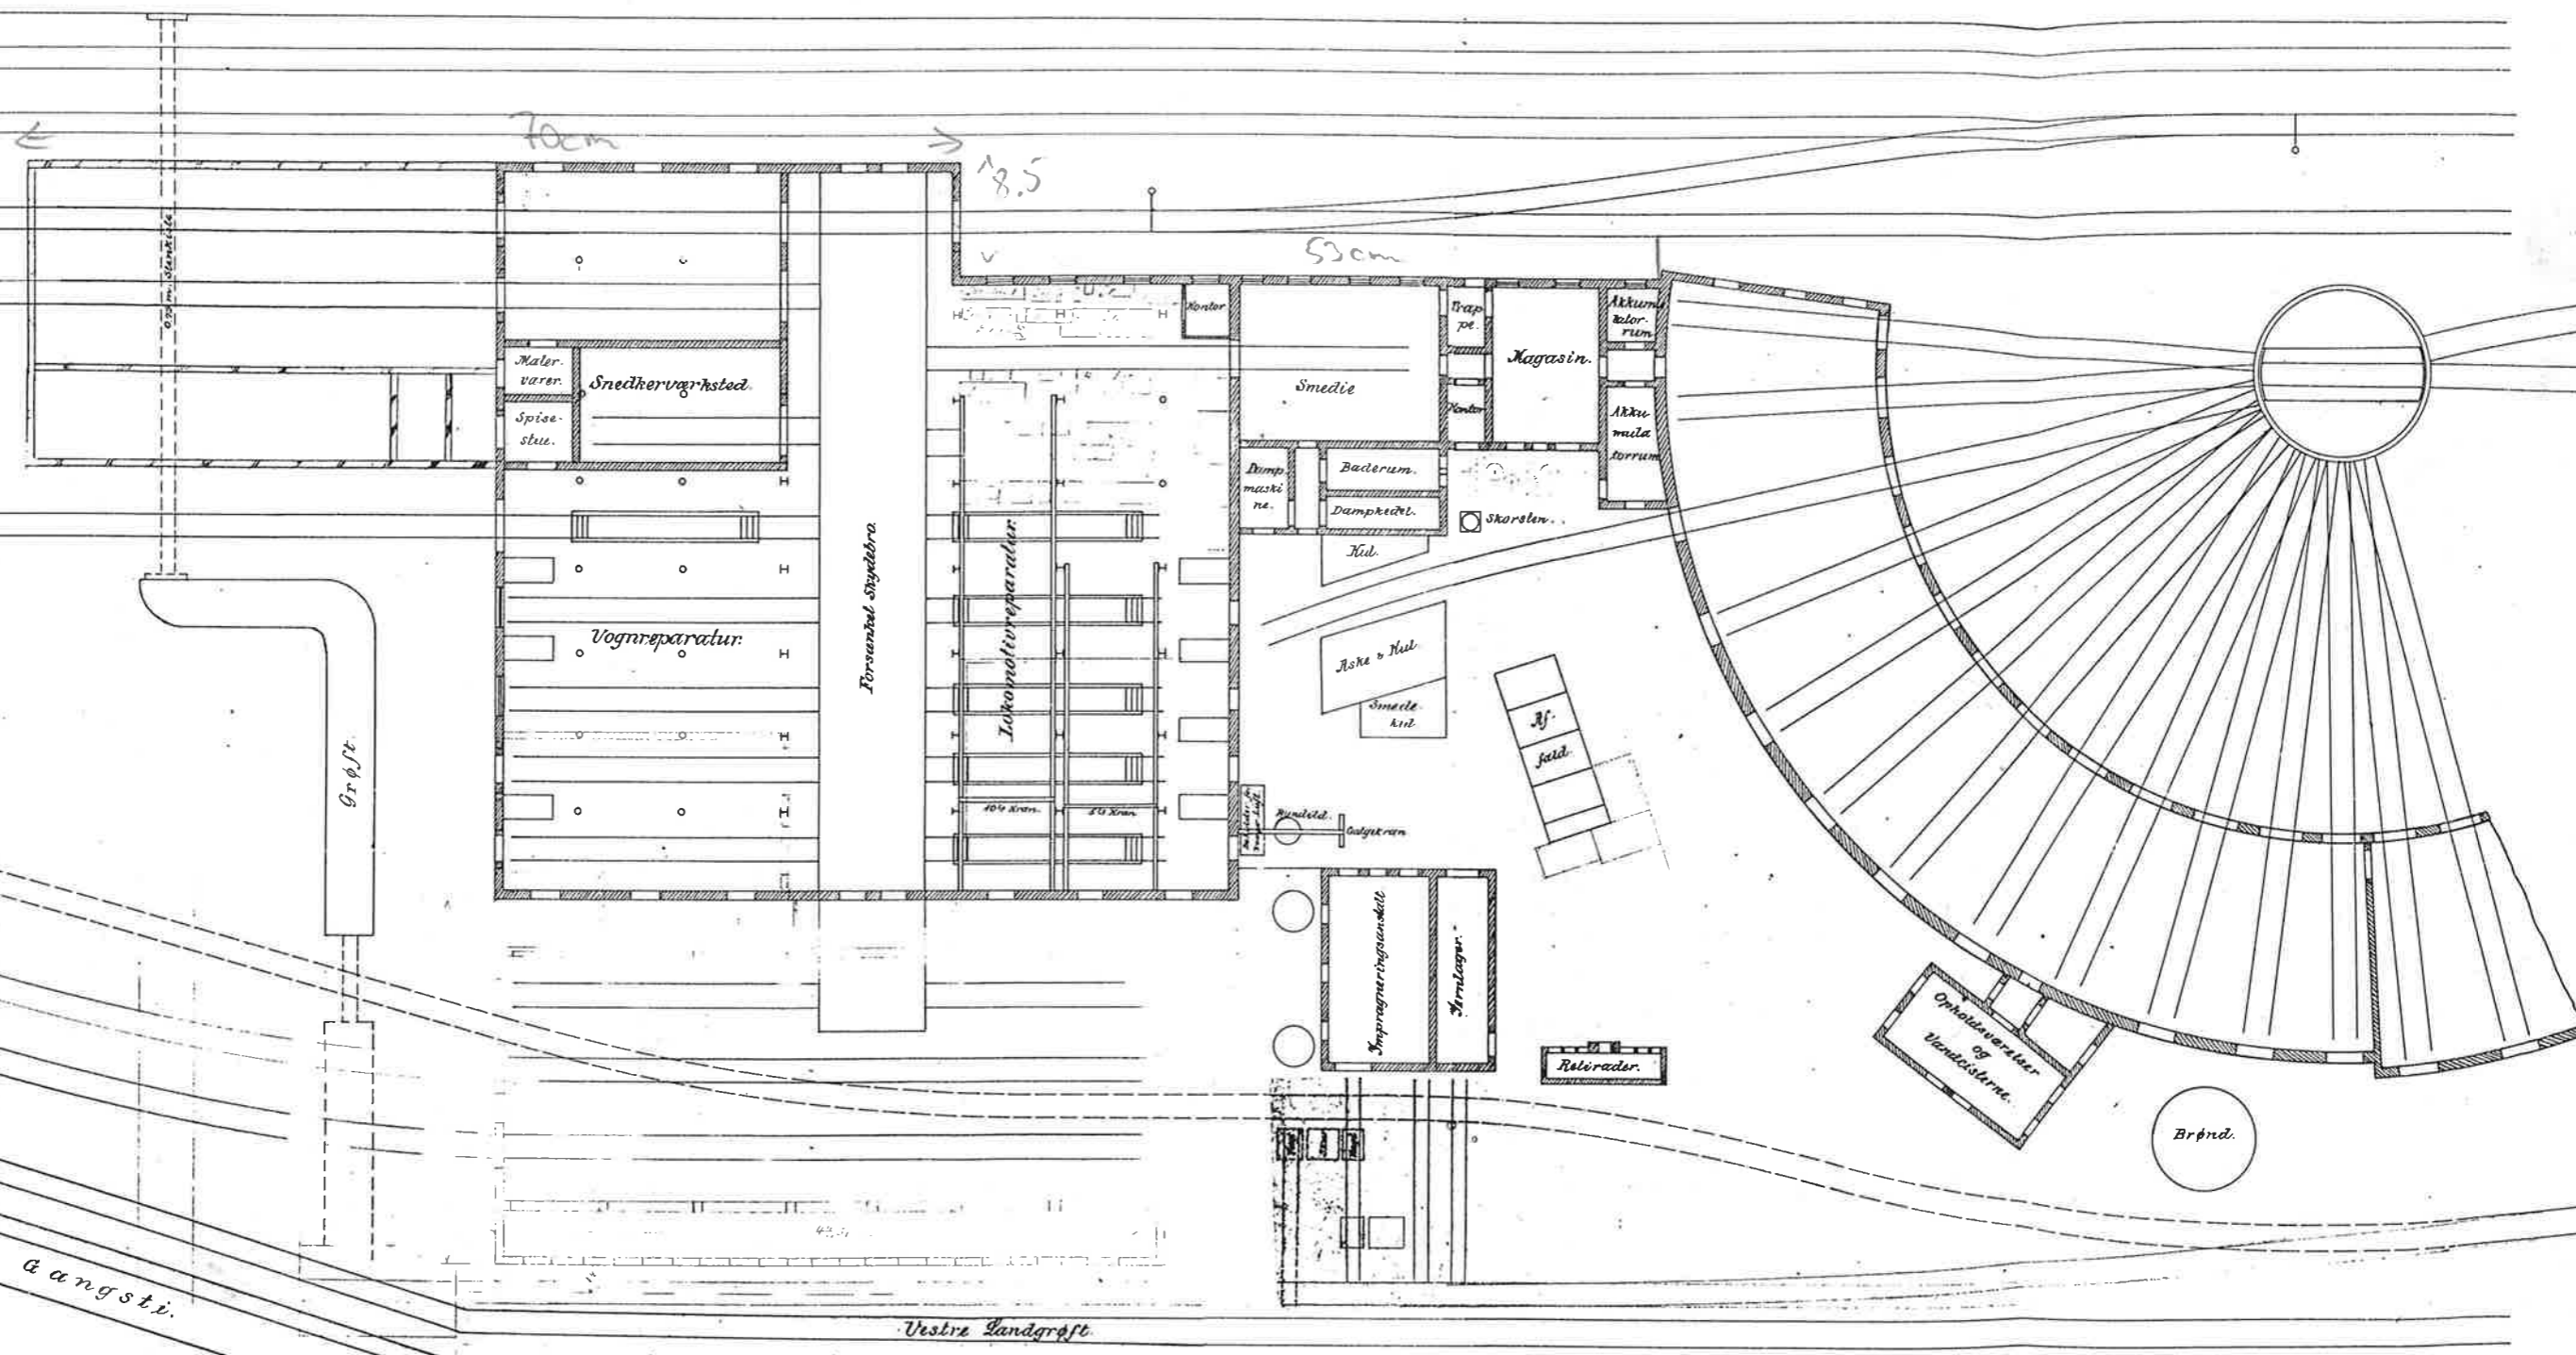 70cm
8.5
53cm
Kontor
Trap
pe.
Magasin.
Akkumu
lator-
rum
Smedie
Maler-
varer.
Snedkerværksted.
Spise-
stue.
Kontor
Akku
mula
torrum
Damp
maski
ne.
Baderum.
Dampkedel.
Skorsten.
Kul.
Forsænket Skydebro.
Lokomotivreparatur.
Vognreparatur.
Aske & Kul
Smede-
kul
Af-
fald.
Grøft.
10 t Kran.
5 t Kran
Rundild.
Galgekran
Imprægneringsanstalt
Jernlager.
Retirader.
Opholdsværelser
og
Vandcisterne.
Brønd.
Gangsti.
Vestre Landgrøft.